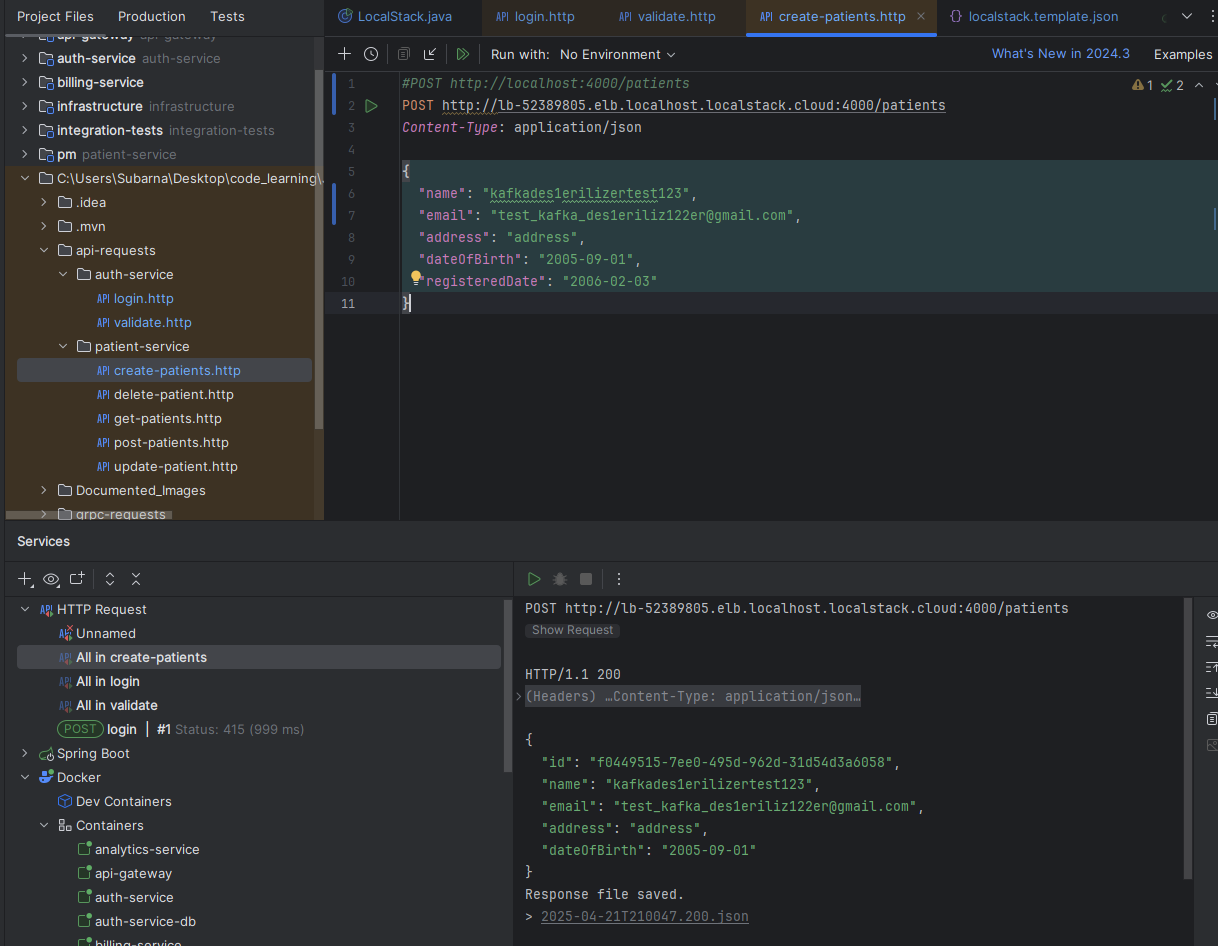 Project Files Production Tests
LocalStack.java
API login.http
API validate.http
API create-patients.http
{} localstack.template.json
api-gateway api-gateway
auth-service auth-service
billing-service
infrastructure infrastructure
integration-tests integration-tests
pm patient-service
C:\Users\Subarna\Desktop\code_learning\
.idea
.mvn
api-requests
auth-service
API login.http
API validate.http
patient-service
API create-patients.http
API delete-patient.http
API get-patients.http
API post-patients.http
API update-patient.http
Documented_Images
grpc-requests
Run with: No Environment
What's New in 2024.3 Examples
1 2
1 #POST http://localhost:4000/patients
2 POST http://lb-52389805.elb.localhost.localstack.cloud:4000/patients
3 Content-Type: application/json
4
5 {
6 "name": "kafkades1erilizertest123",
7 "email": "test_kafka_des1eriliz122er@gmail.com",
8 "address": "address",
9 "dateOfBirth": "2005-09-01",
10 "registeredDate": "2006-02-03"
11 }
Services
HTTP Request
API Unnamed
API All in create-patients
API All in login
API All in validate
POST login | #1 Status: 415 (999 ms)
Spring Boot
Docker
Dev Containers
Containers
analytics-service
api-gateway
auth-service
auth-service-db
billing-service
POST http://lb-52389805.elb.localhost.localstack.cloud:4000/patients
Show Request
HTTP/1.1 200
(Headers) …Content-Type: application/json…
{
"id": "f0449515-7ee0-495d-962d-31d54d3a6058",
"name": "kafkades1erilizertest123",
"email": "test_kafka_des1eriliz122er@gmail.com",
"address": "address",
"dateOfBirth": "2005-09-01"
}
Response file saved.
> 2025-04-21T210047.200.json